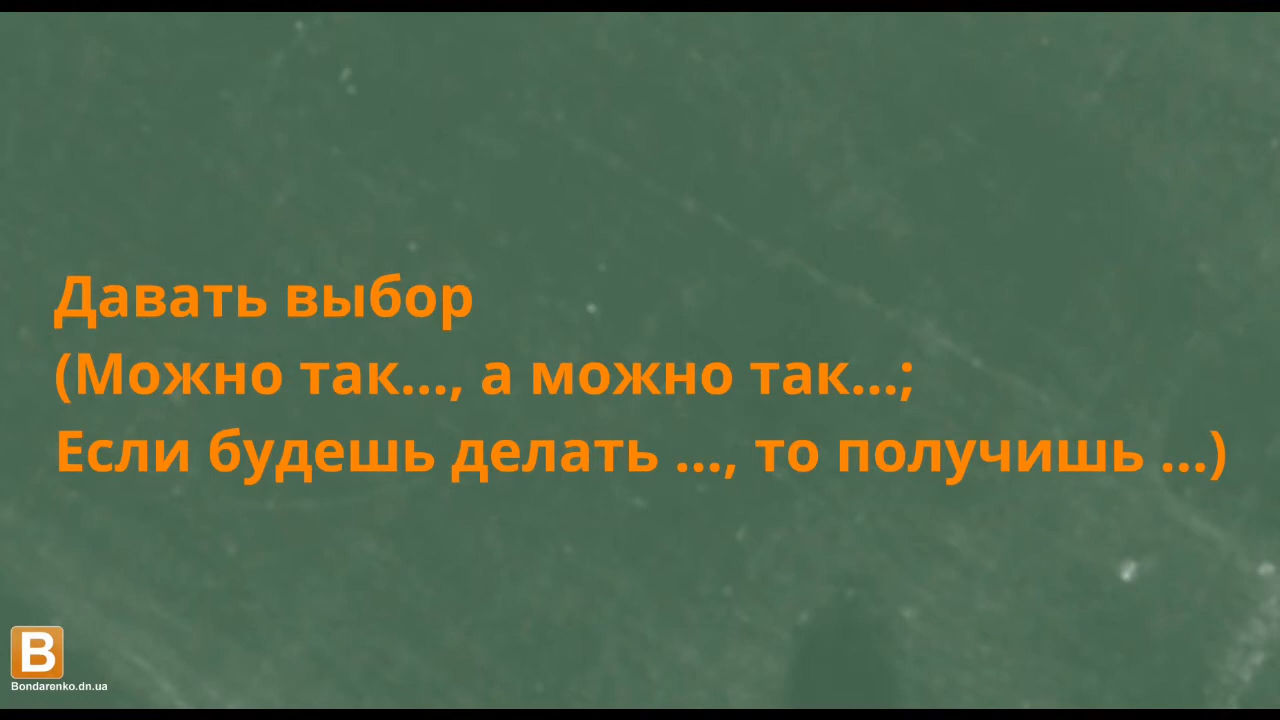 Давать выбор
(Можно так..., а можно так...;
Если будешь делать ..., то получишь ...)
B
Bondarenko.dn.ua